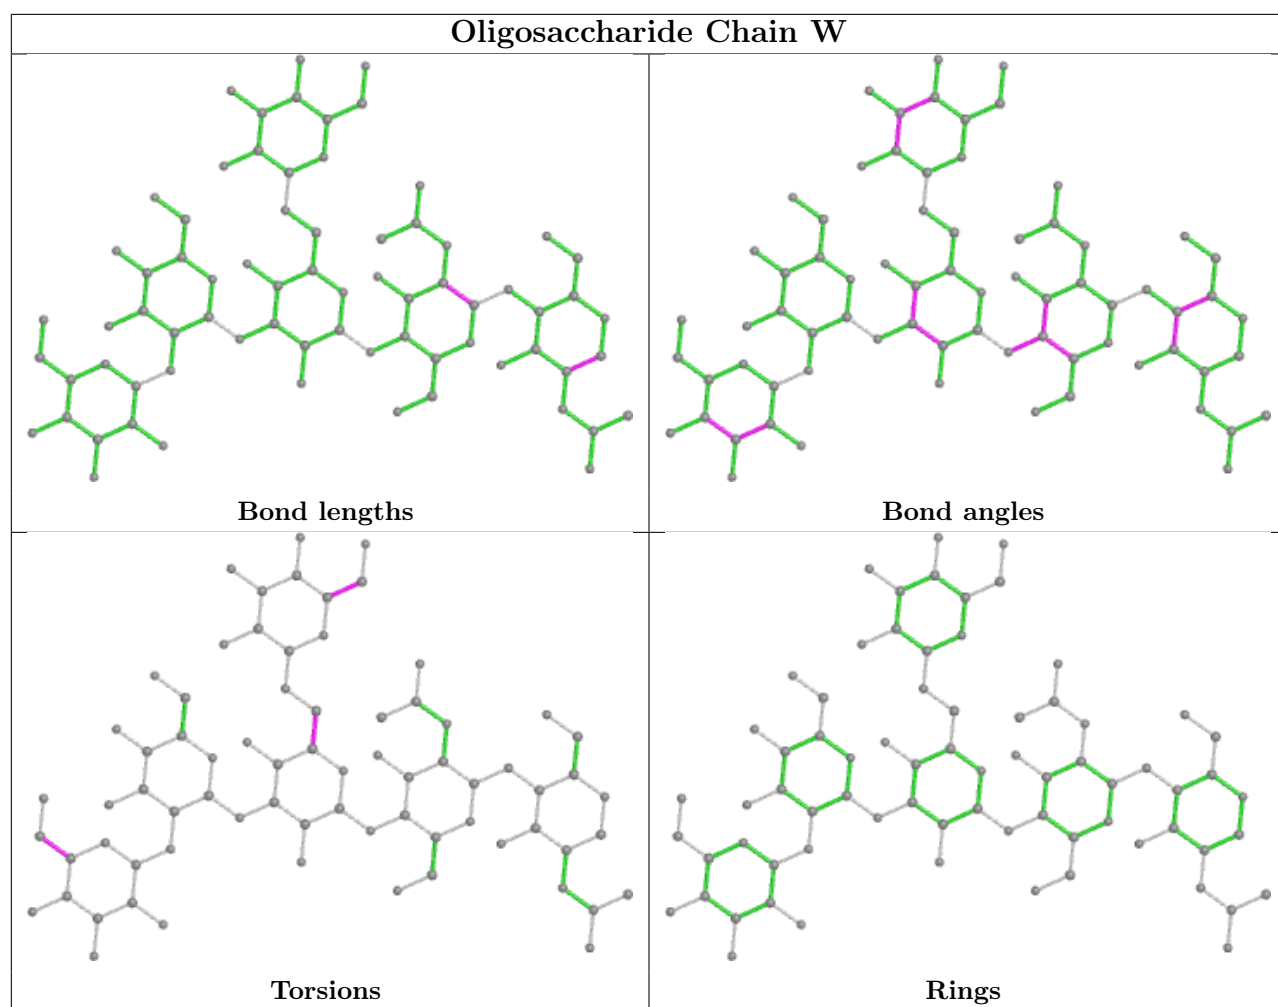 Oligosaccharide Chain W
Bond lengths
Bond angles
Torsions
Rings